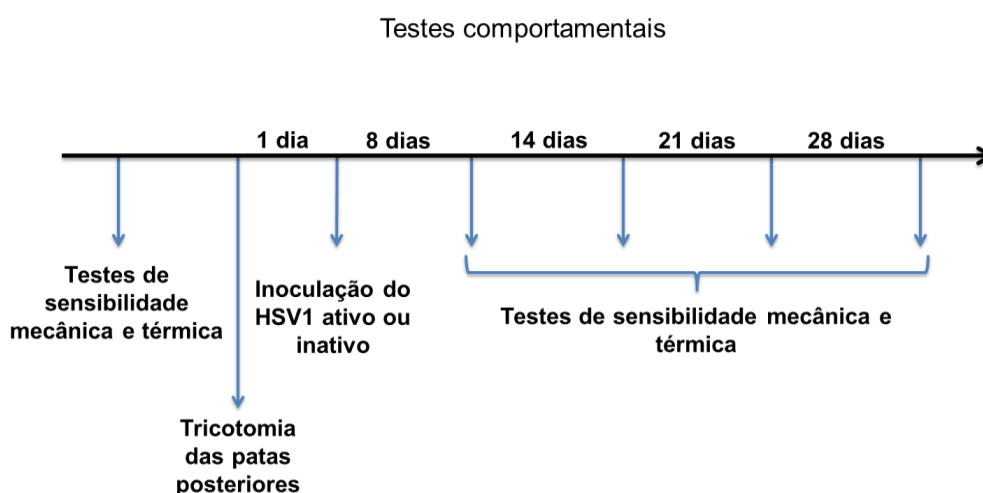 Testes comportamentais
1 dia
8 dias
14 dias
21 dias
28 dias
Testes de
sensibilidade
mecânica e térmica
Inoculação do
HSV1 ativo ou
inativo
Testes de sensibilidade mecânica e
térmica
Tricotomia
das patas
posteriores